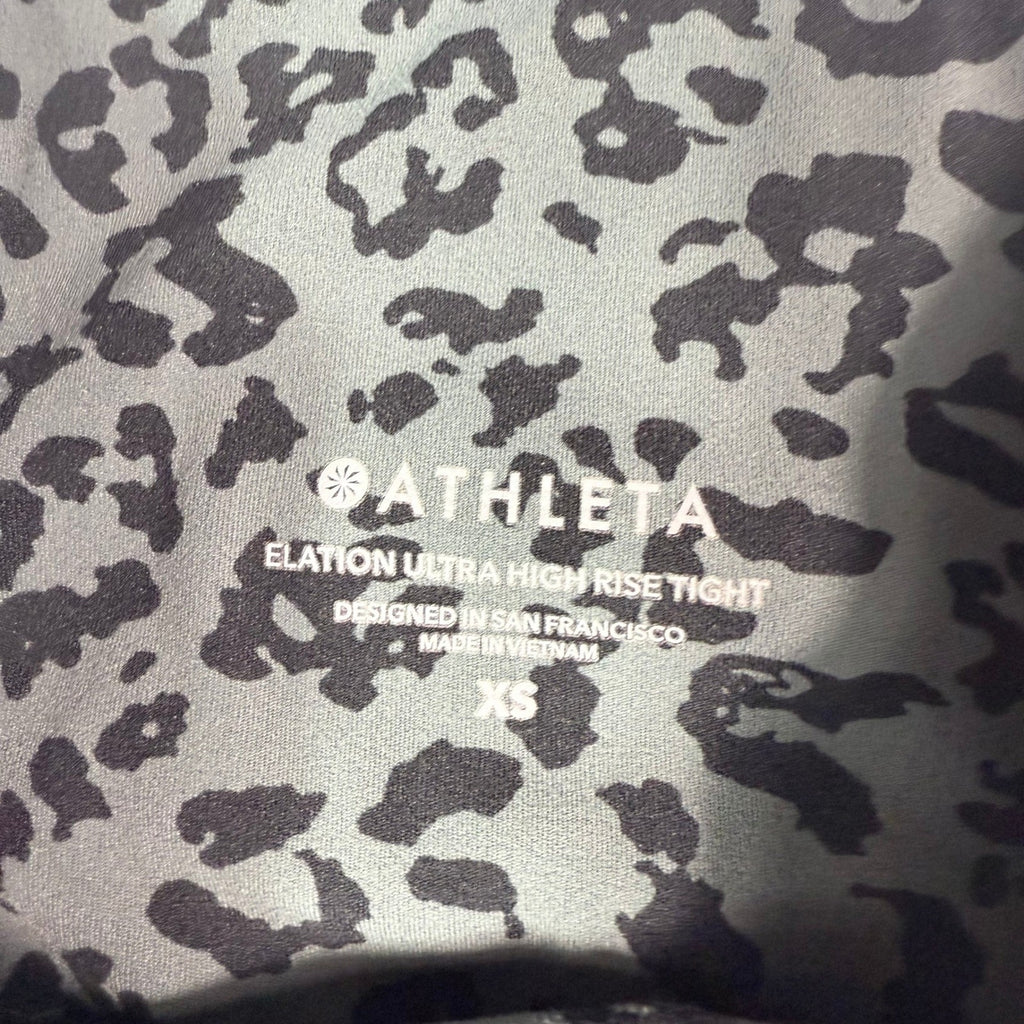 ATHLETA
ELATION ULTRA HIGH RISE TIGHT
DESIGNED IN SAN FRANCISCO
MADE IN VIETNAM
XS